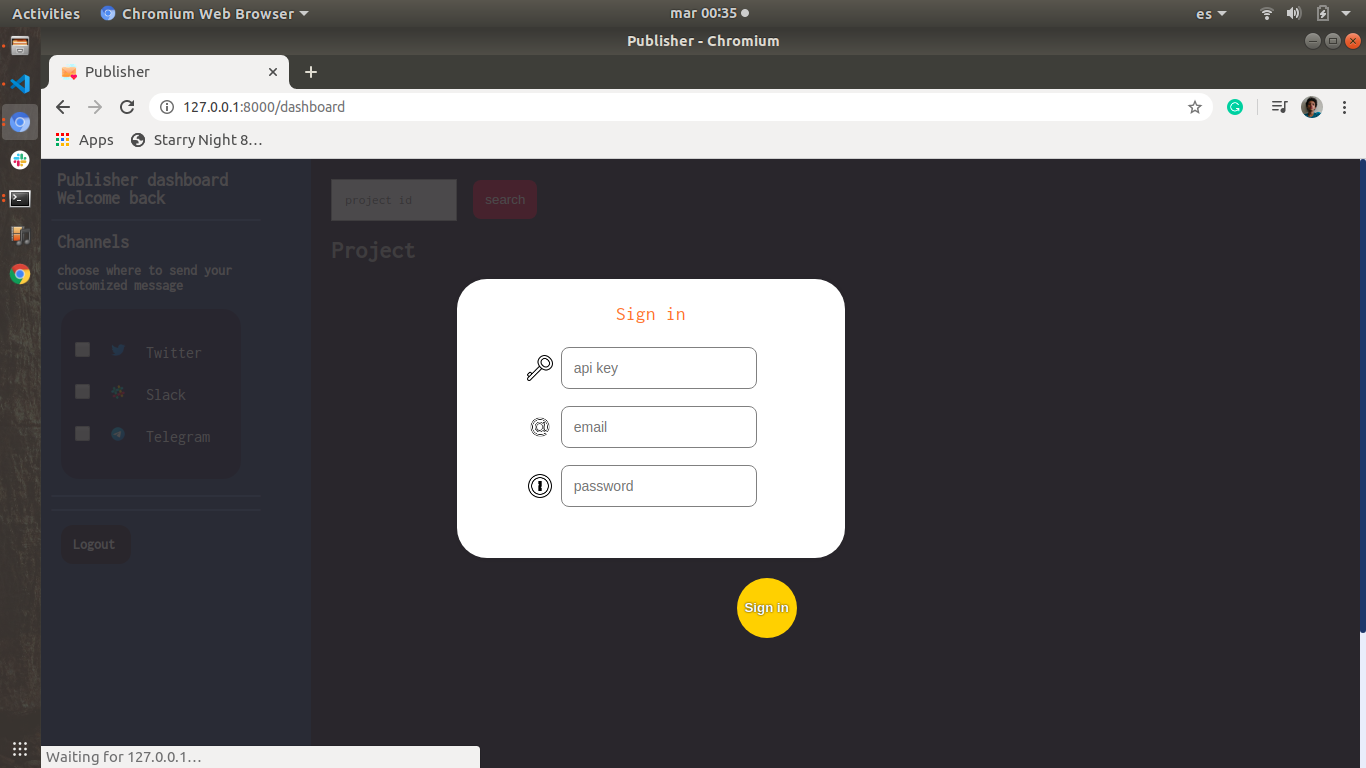 Activities
Chromium Web Browser
mar 00:35
es
Publisher - Chromium
Publisher
127.0.0.1:8000/dashboard
Apps
Starry Night 8…
Publisher dashboard
Welcome back
Channels
choose where to send your
customized message
Twitter
Slack
Telegram
Logout
project id
search
Project
Sign in
api key
email
password
Sign in
Waiting for 127.0.0.1…